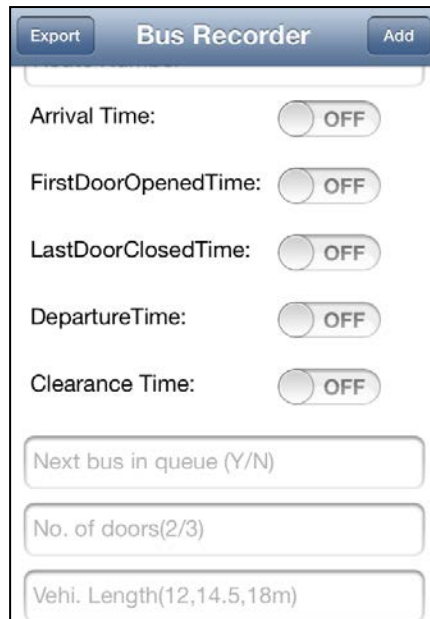 Export Bus Recorder Add
Arrival Time: OFF
FirstDoorOpenedTime: OFF
LastDoorClosedTime: OFF
DepartureTime: OFF
Clearance Time: OFF
Next bus in queue (Y/N)
No. of doors(2/3)
Vehi. Length(12,14.5,18m)